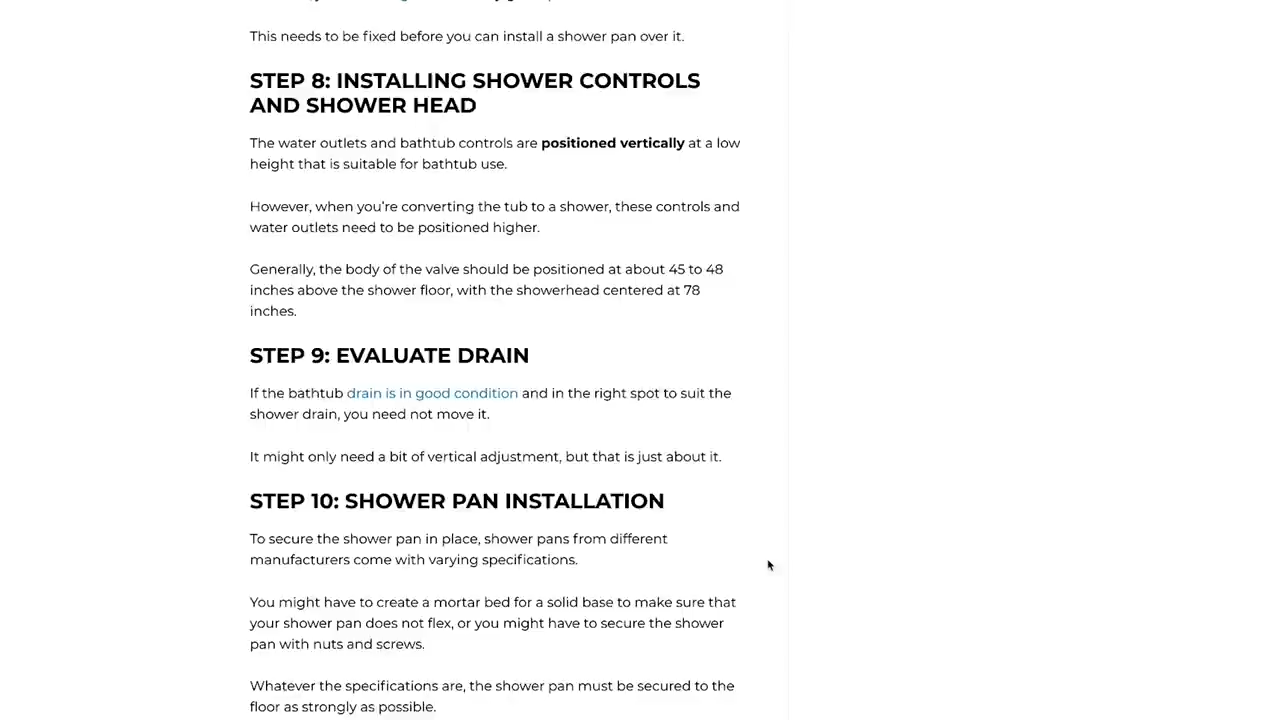 This needs to be fixed before you can install a shower pan over it.
STEP 8: INSTALLING SHOWER CONTROLS
AND SHOWER HEAD
The water outlets and bathtub controls are positioned vertically at a low
height that is suitable for bathtub use.
However, when you're converting the tub to a shower, these controls and
water outlets need to be positioned higher.
Generally, the body of the valve should be positioned at about 45 to 48
inches above the shower floor, with the showerhead centered at 78
inches.
STEP 9: EVALUATE DRAIN
If the bathtub drain is in good condition and in the right spot to suit the
shower drain, you need not move it.
It might only need a bit of vertical adjustment, but that is just about it.
STEP 10: SHOWER PAN INSTALLATION
To secure the shower pan in place, shower pans from different
manufacturers come with varying specifications.
You might have to create a mortar bed for a solid base to make sure that
your shower pan does not flex, or you might have to secure the shower
pan with nuts and screws.
Whatever the specifications are, the shower pan must be secured to the
floor as strongly as possible.